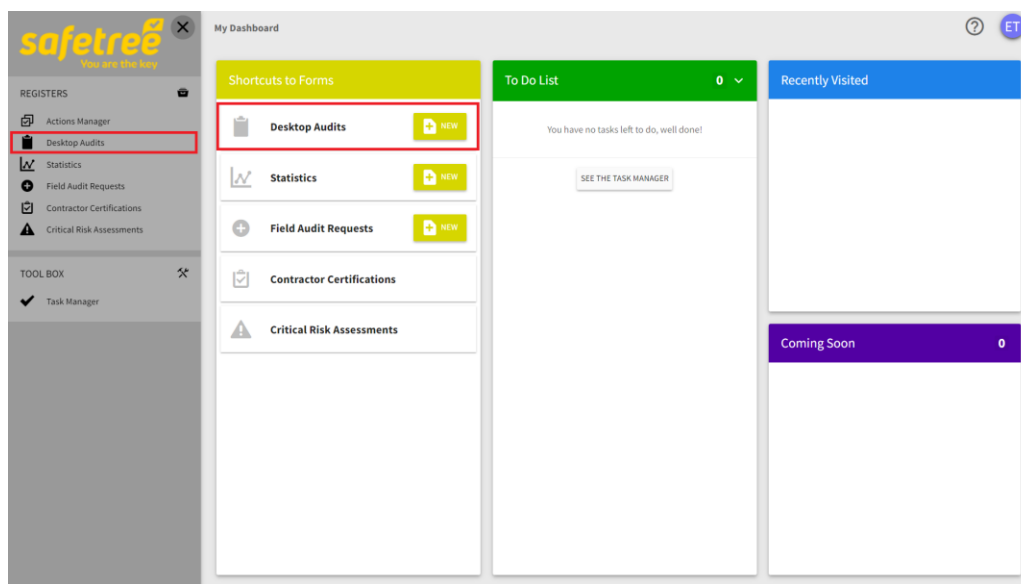 safetree
You are the key
REGISTERS
Actions Manager
Desktop Audits
Statistics
Field Audit Requests
Contractor Certifications
Critical Risk Assessments
TOOL BOX
Task Manager
My Dashboard
ET
Shortcuts to Forms
Desktop Audits NEW
Statistics NEW
Field Audit Requests NEW
Contractor Certifications
Critical Risk Assessments
To Do List 0
You have no tasks left to do, well done!
SEE THE TASK MANAGER
Recently Visited
Coming Soon 0